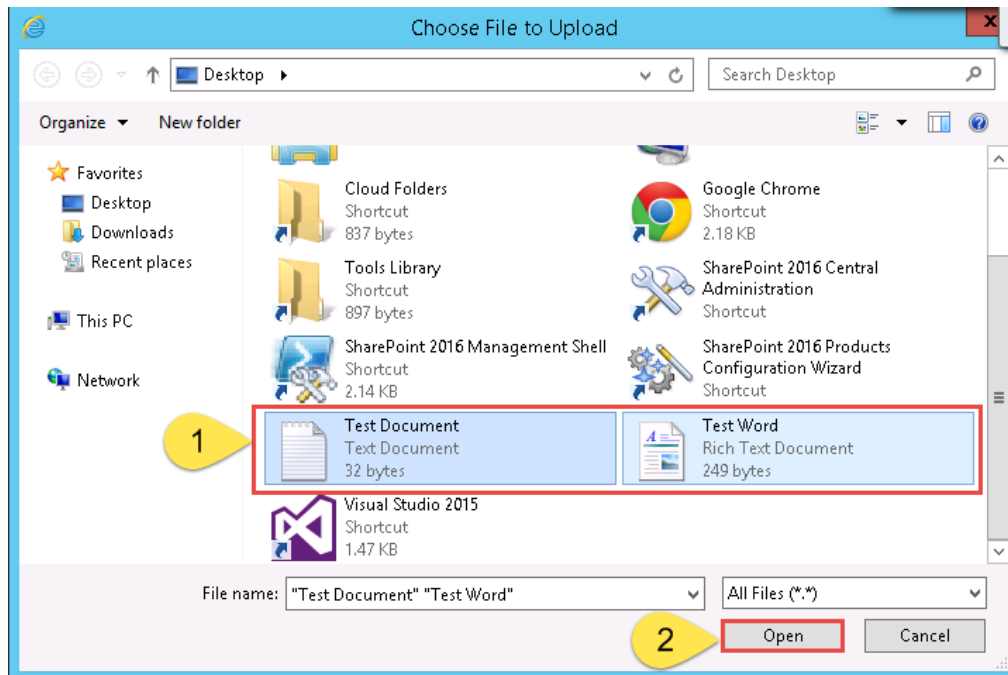 Choose File to Upload
x
Desktop
Search Desktop
Organize
New folder
Favorites
Desktop
Downloads
Recent places
This PC
Network
Cloud Folders
Shortcut
837 bytes
Google Chrome
Shortcut
2.18 KB
Tools Library
Shortcut
897 bytes
SharePoint 2016 Central
Administration
Shortcut
SharePoint 2016 Management Shell
Shortcut
2.14 KB
SharePoint 2016 Products
Configuration Wizard
Shortcut
1
Test Document
Text Document
32 bytes
Test Word
Rich Text Document
249 bytes
Visual Studio 2015
Shortcut
1.47 KB
File name: "Test Document" "Test Word"
All Files (*.*)
2
Open
Cancel